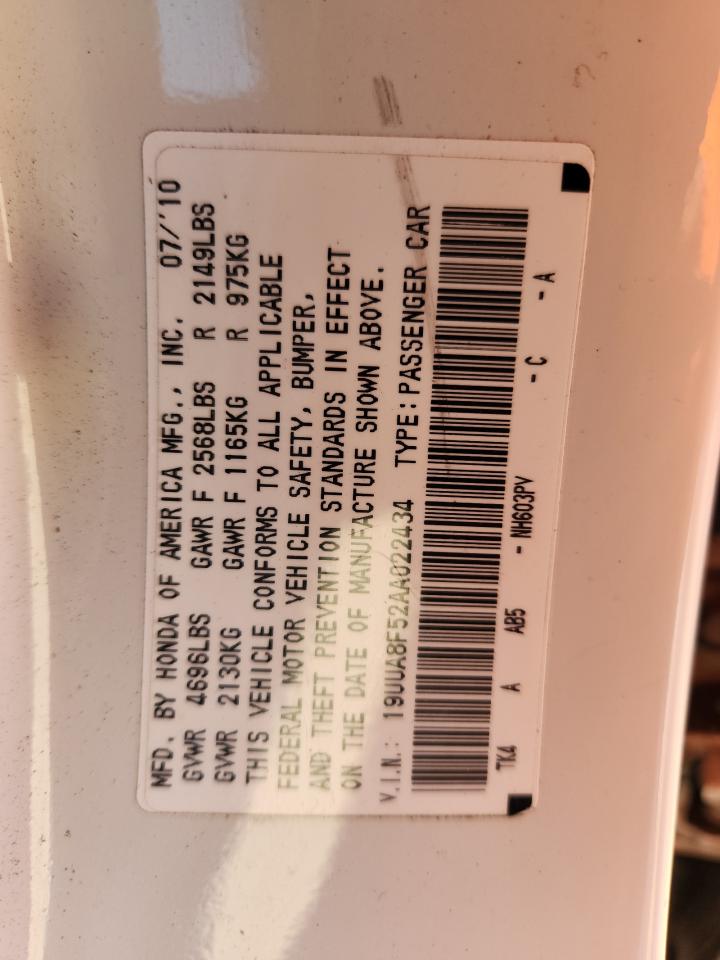 MFD. BY HONDA OF AMERICA MFG., INC. 07/'10
GVWR 4696LBS GAWR F 2568LBS R 2149LBS
GVWR 2130KG GAWR F 1165KG R 975KG
THIS VEHICLE CONFORMS TO ALL APPLICABLE
FEDERAL MOTOR VEHICLE SAFETY, BUMPER,
AND THEFT PREVENTION STANDARDS IN EFFECT
ON THE DATE OF MANUFACTURE SHOWN ABOVE.
V.I.N.: 19UUA8F52AA022434 TYPE:PASSENGER CAR
TK4 A AB5 - NH603PV - C - A